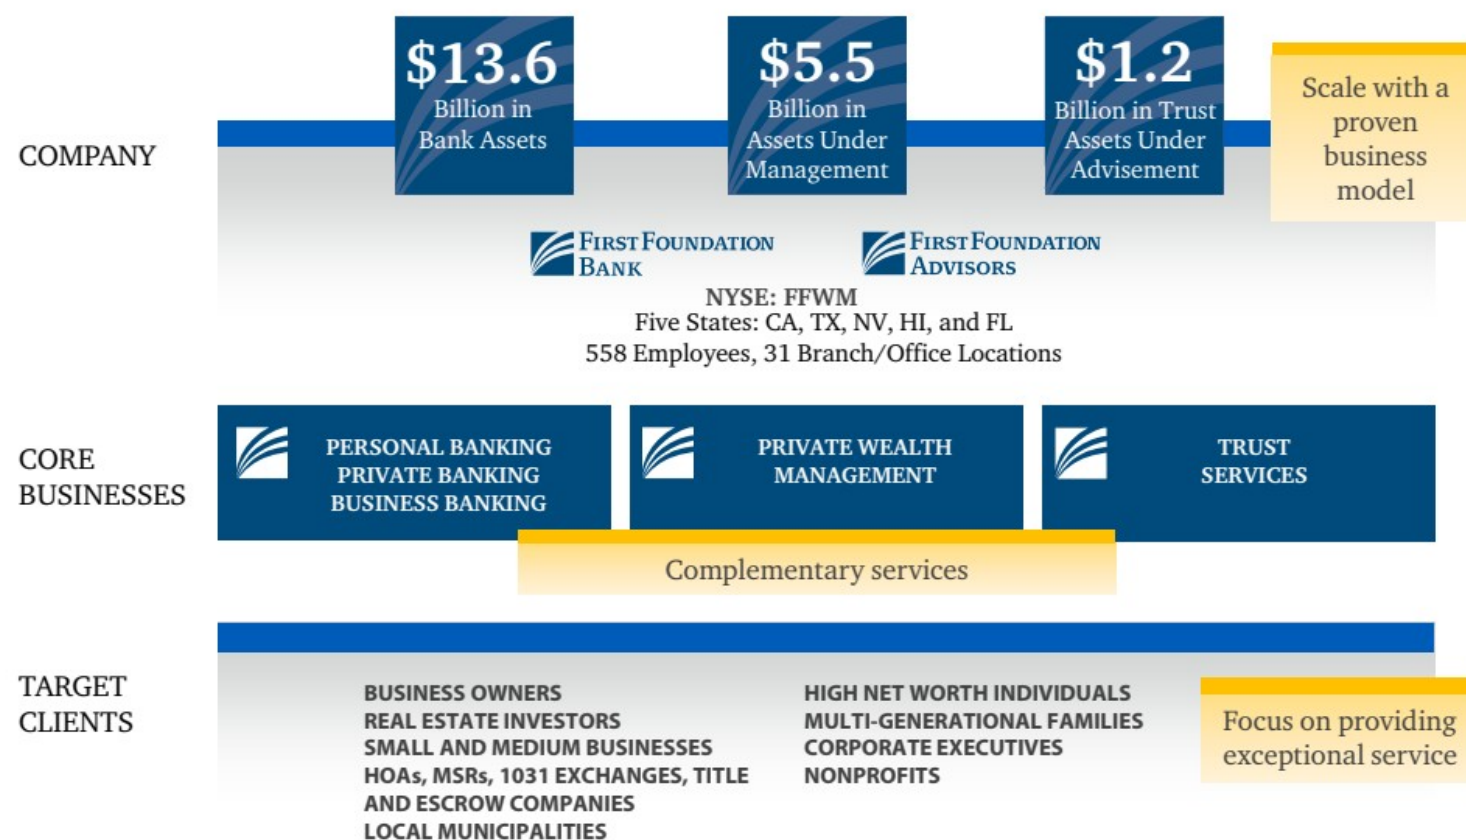 $13.6
Billion in
Bank Assets
$5.5
Billion in
Assets Under
Management
$1.2
Billion in Trust
Assets Under
Advisement
Scale with a
proven
business
model
COMPANY
FIRST FOUNDATION
BANK
FIRST FOUNDATION
ADVISORS
NYSE: FFWM
Five States: CA, TX, NV, HI, and FL
558 Employees, 31 Branch/Office Locations
CORE
BUSINESSES
PERSONAL BANKING
PRIVATE BANKING
BUSINESS BANKING
PRIVATE WEALTH
MANAGEMENT
TRUST
SERVICES
Complementary services
TARGET
CLIENTS
BUSINESS OWNERS
REAL ESTATE INVESTORS
SMALL AND MEDIUM BUSINESSES
HOAs, MSRs, 1031 EXCHANGES, TITLE
AND ESCROW COMPANIES
LOCAL MUNICIPALITIES
HIGH NET WORTH INDIVIDUALS
MULTI-GENERATIONAL FAMILIES
CORPORATE EXECUTIVES
NONPROFITS
Focus on providing
exceptional service